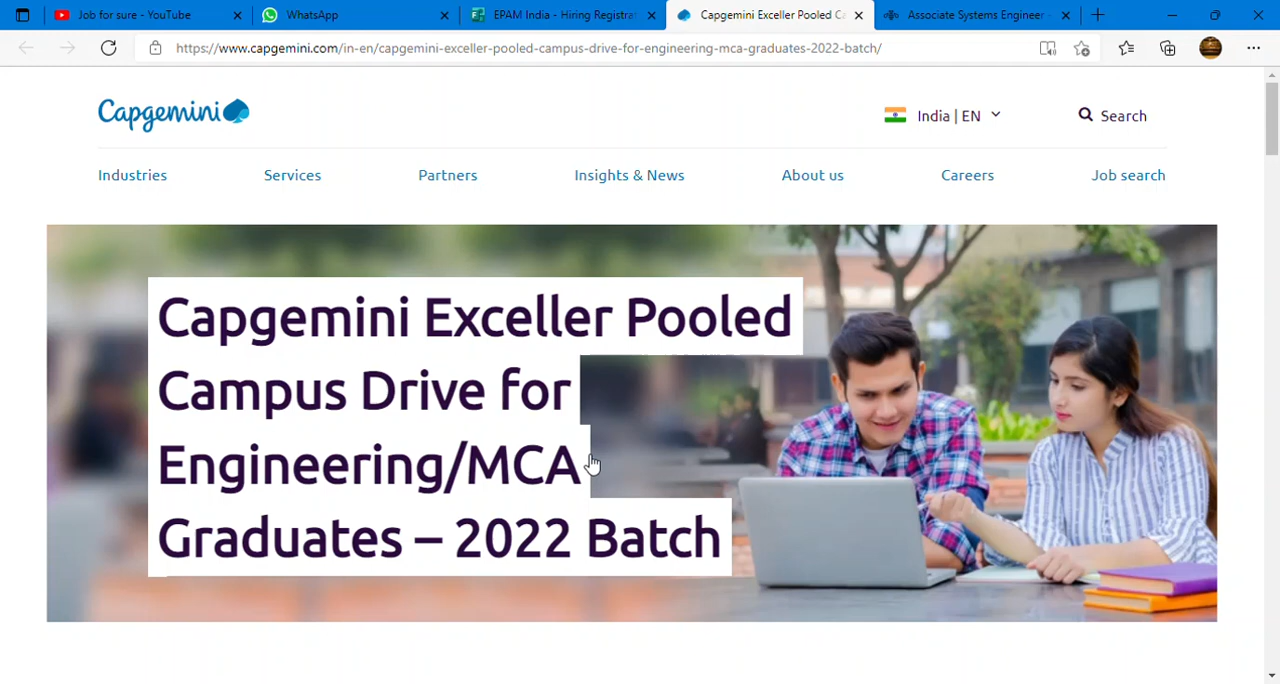 Job for sure - YouTube
WhatsApp
EPAM India - Hiring Registrat
Capgemini Exceller Pooled Ca
Associate Systems Engineer -
https://www.capgemini.com/in-en/capgemini-exceller-pooled-campus-drive-for-engineering-mca-graduates-2022-batch/
Capgemini
India | EN
Search
Industries
Services
Partners
Insights & News
About us
Careers
Job search
Capgemini Exceller Pooled
Campus Drive for
Engineering/MCA
Graduates – 2022 Batch